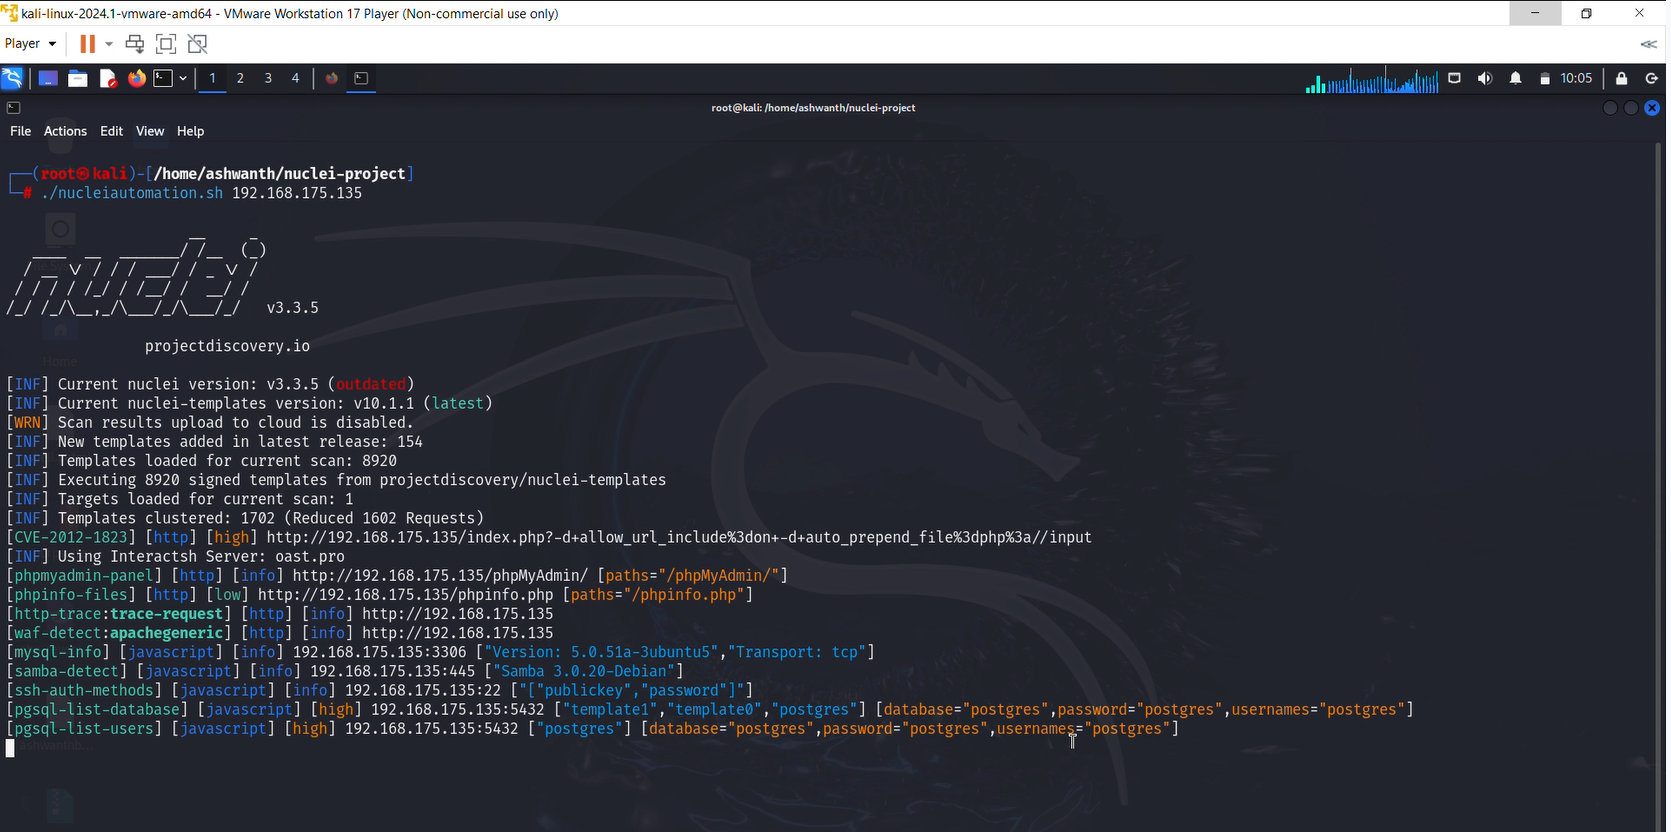 kali-linux-2024.1-vmware-amd64 - VMware Workstation 17 Player (Non-commercial use only)
Player
1 2 3 4
10:05
root@kali: /home/ashwanth/nuclei-project
File Actions Edit View Help
(root㉿kali)-[/home/ashwanth/nuclei-project]
# ./nucleiautomation.sh 192.168.175.135
nuclei v3.3.5
projectdiscovery.io
Home
[INF] Current nuclei version: v3.3.5 (outdated)
[INF] Current nuclei-templates version: v10.1.1 (latest)
[WRN] Scan results upload to cloud is disabled.
[INF] New templates added in latest release: 154
[INF] Templates loaded for current scan: 8920
[INF] Executing 8920 signed templates from projectdiscovery/nuclei-templates
[INF] Targets loaded for current scan: 1
[INF] Templates clustered: 1702 (Reduced 1602 Requests)
[CVE-2012-1823] [http] [high] http://192.168.175.135/index.php?-d+allow_url_include%3don+-d+auto_prepend_file%3dphp%3a//input
[INF] Using Interactsh Server: oast.pro
[phpmyadmin-panel] [http] [info] http://192.168.175.135/phpMyAdmin/ [paths="/phpMyAdmin/"]
[phpinfo-files] [http] [low] http://192.168.175.135/phpinfo.php [paths="/phpinfo.php"]
[http-trace:trace-request] [http] [info] http://192.168.175.135
[waf-detect:apachegeneric] [http] [info] http://192.168.175.135
[mysql-info] [javascript] [info] 192.168.175.135:3306 ["Version: 5.0.51a-3ubuntu5","Transport: tcp"]
[samba-detect] [javascript] [info] 192.168.175.135:445 ["Samba 3.0.20-Debian"]
[ssh-auth-methods] [javascript] [info] 192.168.175.135:22 ["["publickey","password"]"]
[pgsql-list-database] [javascript] [high] 192.168.175.135:5432 ["template1","template0","postgres"] [database="postgres",password="postgres",usernames="postgres"]
[pgsql-list-users] [javascript] [high] 192.168.175.135:5432 ["postgres"] [database="postgres",password="postgres",usernames="postgres"]
ashwanthb...